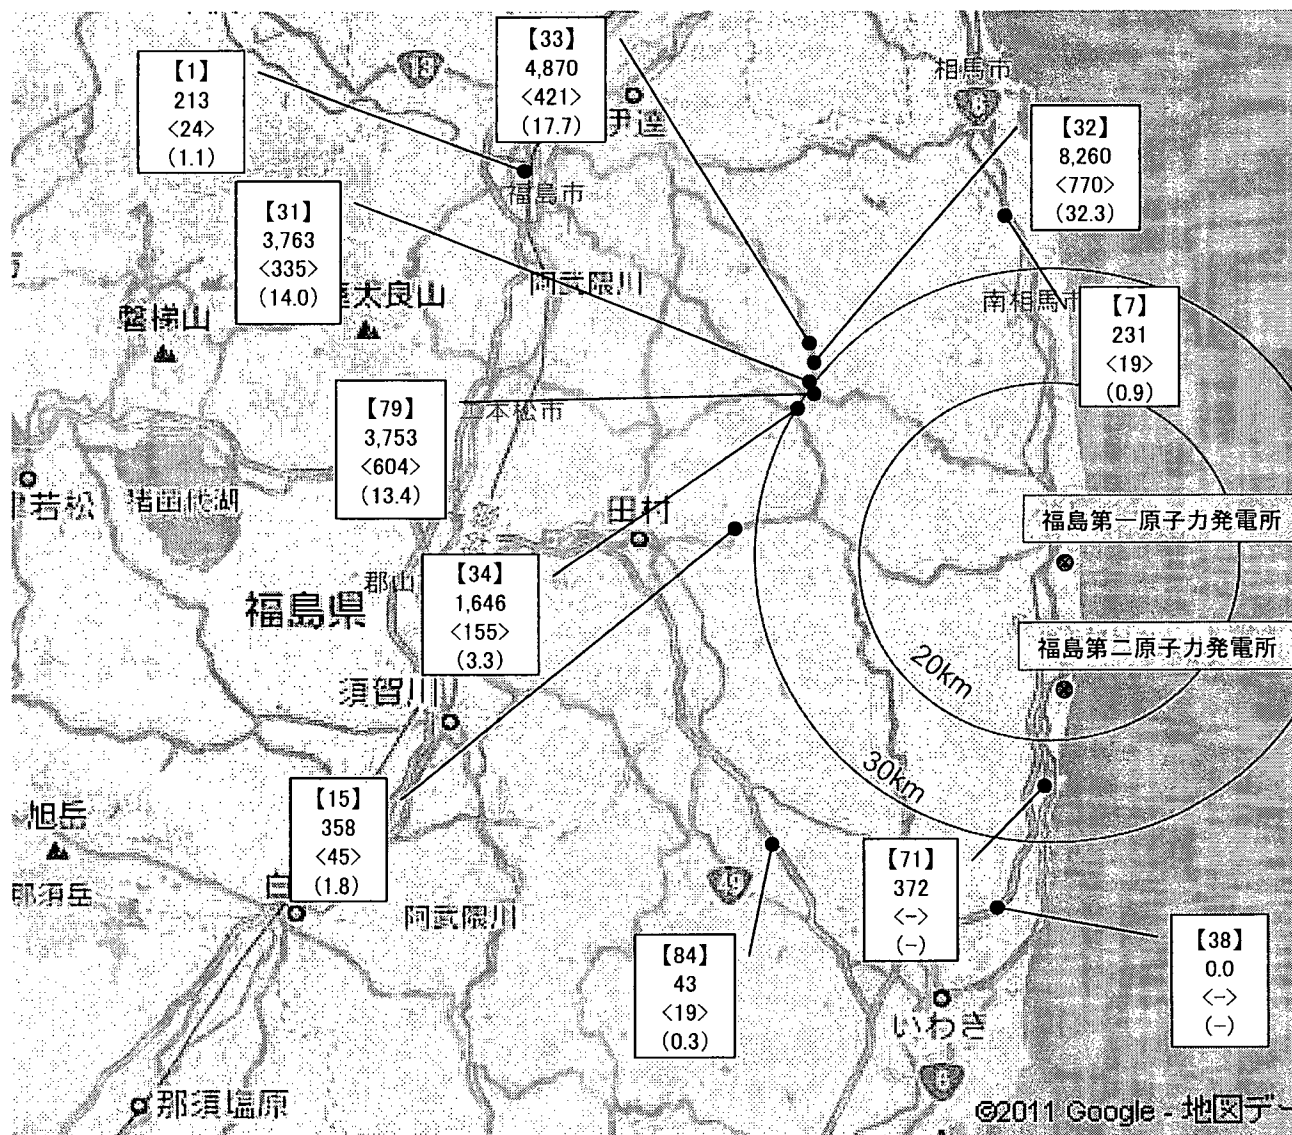 【33】
4,870
<421>
(17.7)
【1】
213
<24>
(1.1)
相馬市
伊達
【32】
8,260
<770>
(32.3)
福島市
【31】
3,763
<335>
(14.0)
阿武隈川
太良山
磐梯山
南相馬市
【7】
231
<19>
(0.9)
【79】
3,753
<604>
(13.4)
二本松市
若松
猪苗代湖
田村
福島第一原子力発電所
【34】
1,646
<155>
(3.3)
郡山
福島県
福島第二原子力発電所
20km
須賀川
30km
【15】
358
<45>
(1.8)
旭岳
那須岳
白
阿武隈川
49
【71】
372
<->
(-)
【84】
43
<19>
(0.3)
【38】
0.0
<->
(-)
いわき
那須塩原
©2011 Google - 地図デー